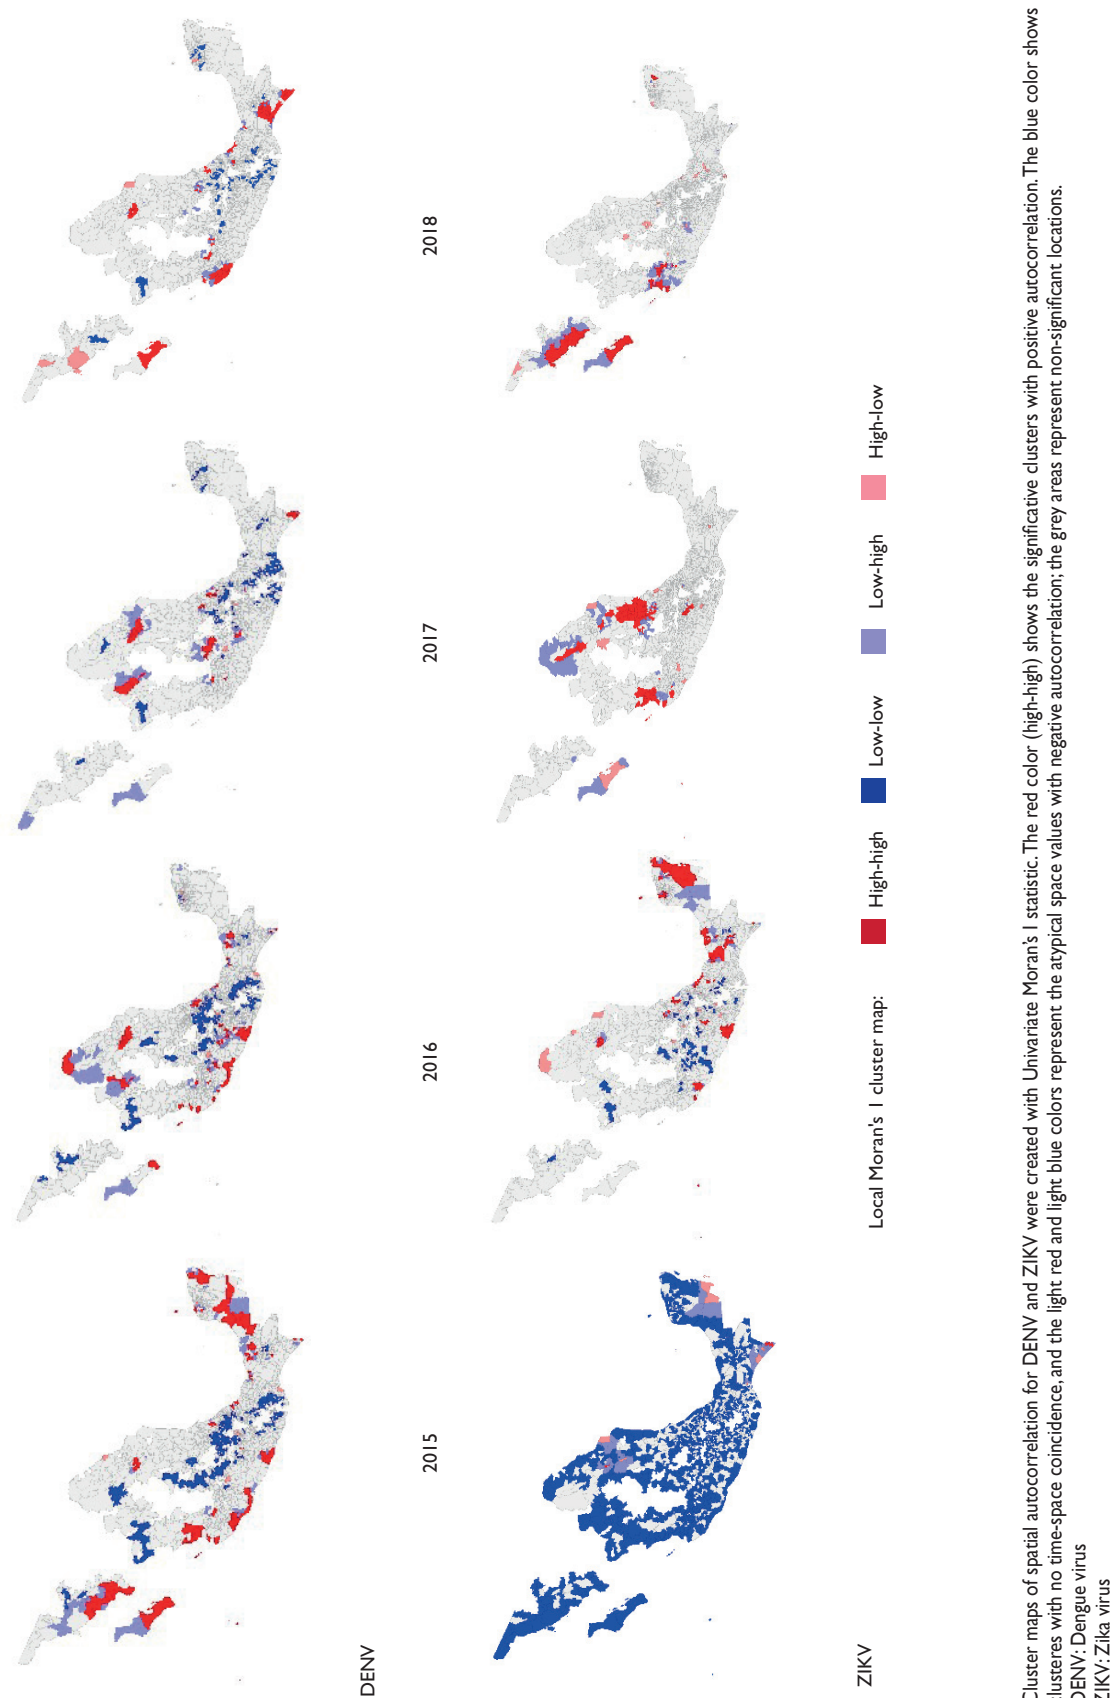 DENV
2015
2016
2017
2018
ZIKV
Local Moran's I cluster map:
High-high
Low-low
Low-high
High-low
Cluster maps of spatial autocorrelation for DENV and ZIKV were created with Univariate Moran's I statistic. The red color (high-high) shows the significative clusters with positive autocorrelation. The blue color shows
clusteres with no time-space coincidence, and the light red and light blue colors represent the atypical space values with negative autocorrelation; the grey areas represent non-significant locations.
DENV: Dengue virus
ZIKV: Zika virus